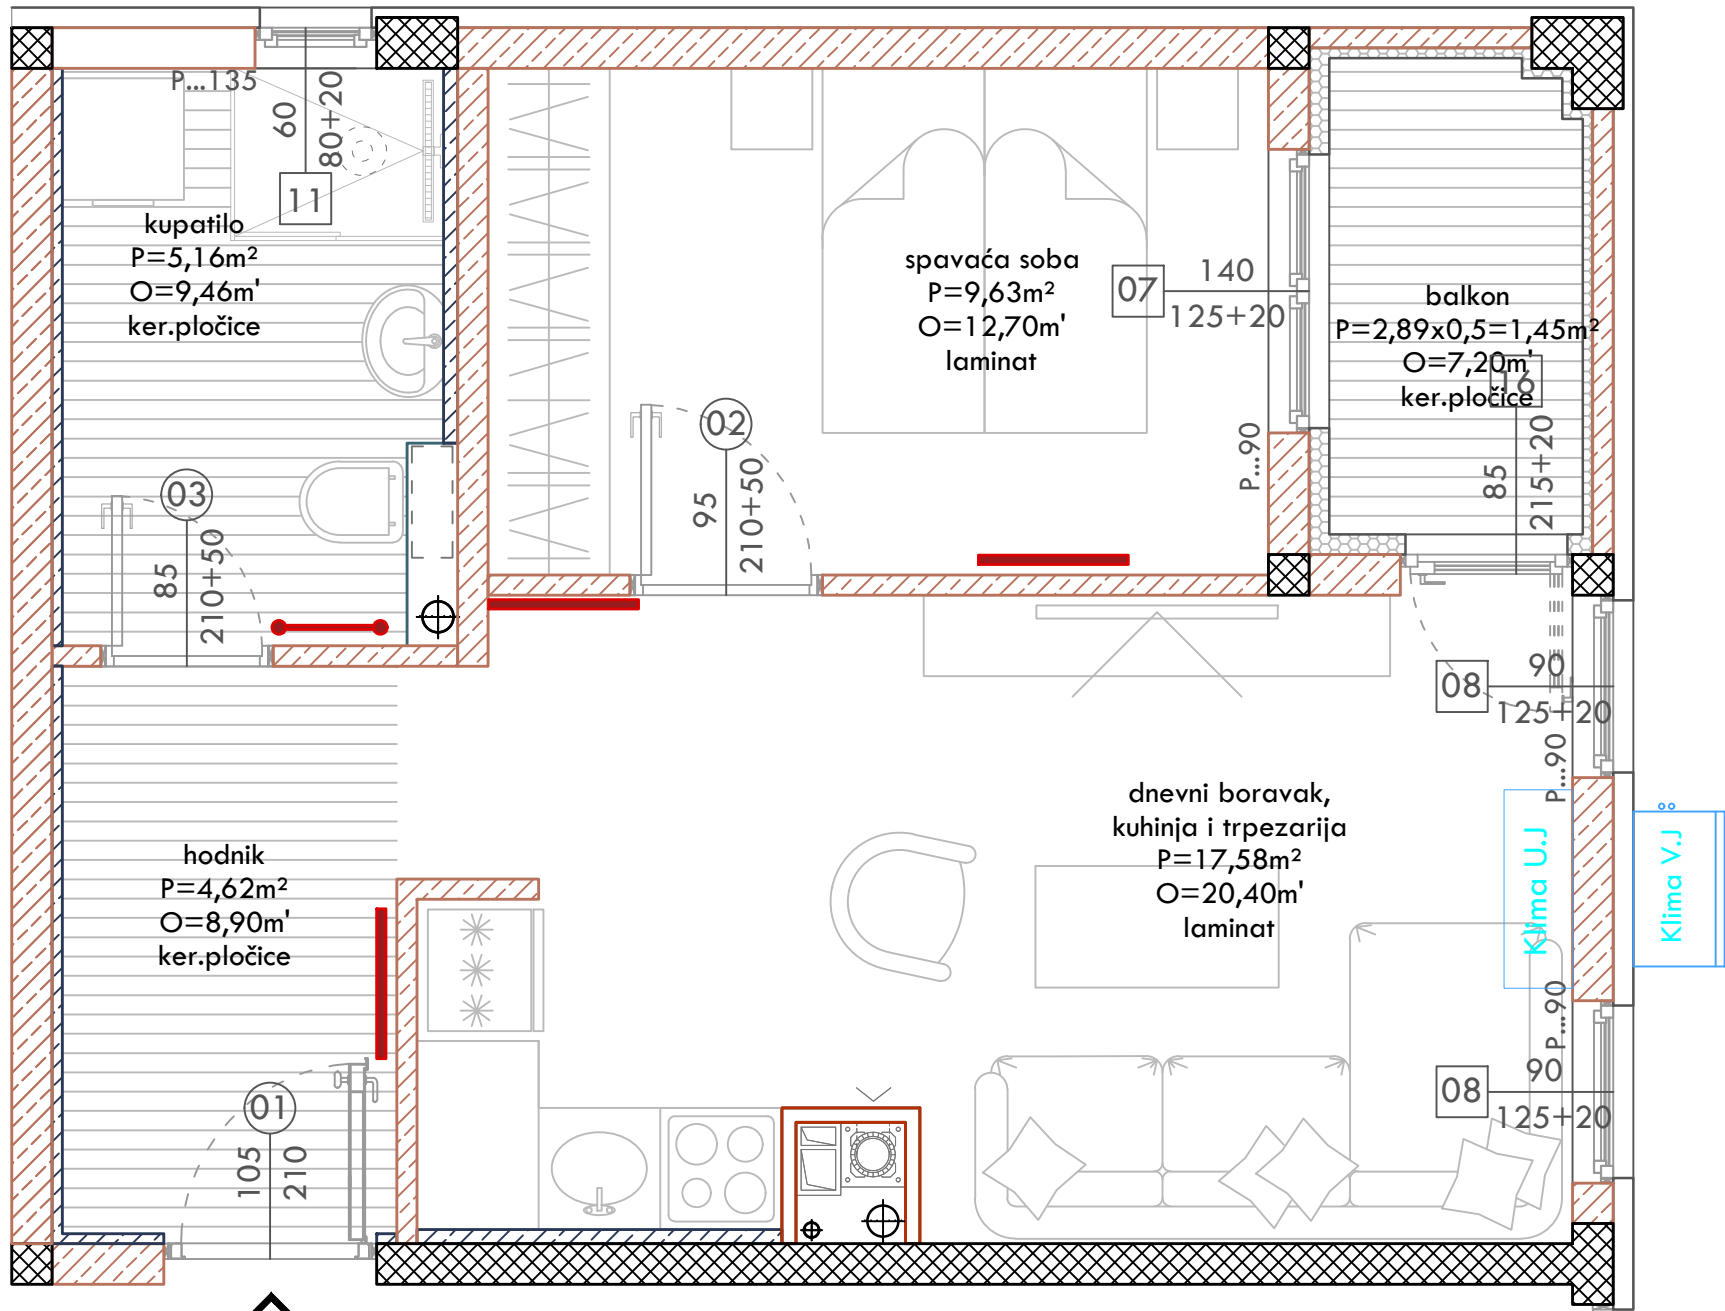 P...135
60
80+20
11
kupatilo
P=5,16m²
O=9,46m'
ker.pločice
spavaća soba
P=9,63m²
O=12,70m'
laminat
07
140
125+20
P...90
balkon
P=2,89x0,5=1,45m²
O=7,20m'
ker.pločice
16
85
215+20
03
85
210+50
02
95
210+50
08
90
125+20
P...90
hodnik
P=4,62m²
O=8,90m'
ker.pločice
dnevni boravak,
kuhinja i trpezarija
P=17,58m²
O=20,40m'
laminat
Klima U.J
Klima V.J
P...90
08
90
125+20
01
105
210